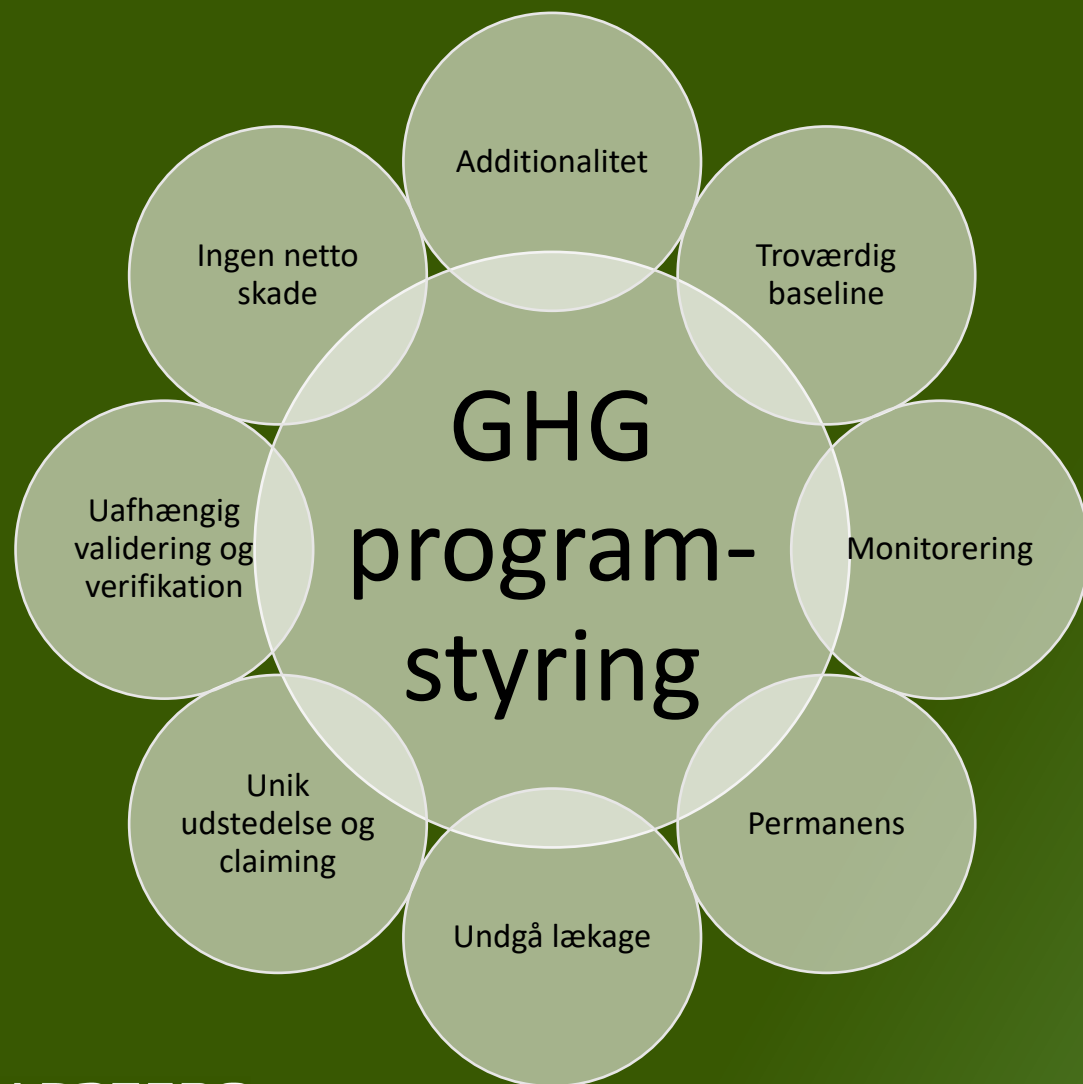 Additionalitet
Troværdig
baseline
Monitorering
Permanens
Undgå lækage
Unik
udstedelse og
claiming
Uafhængig
validering og
verifikation
Ingen netto
skade
GHG
program-
styring